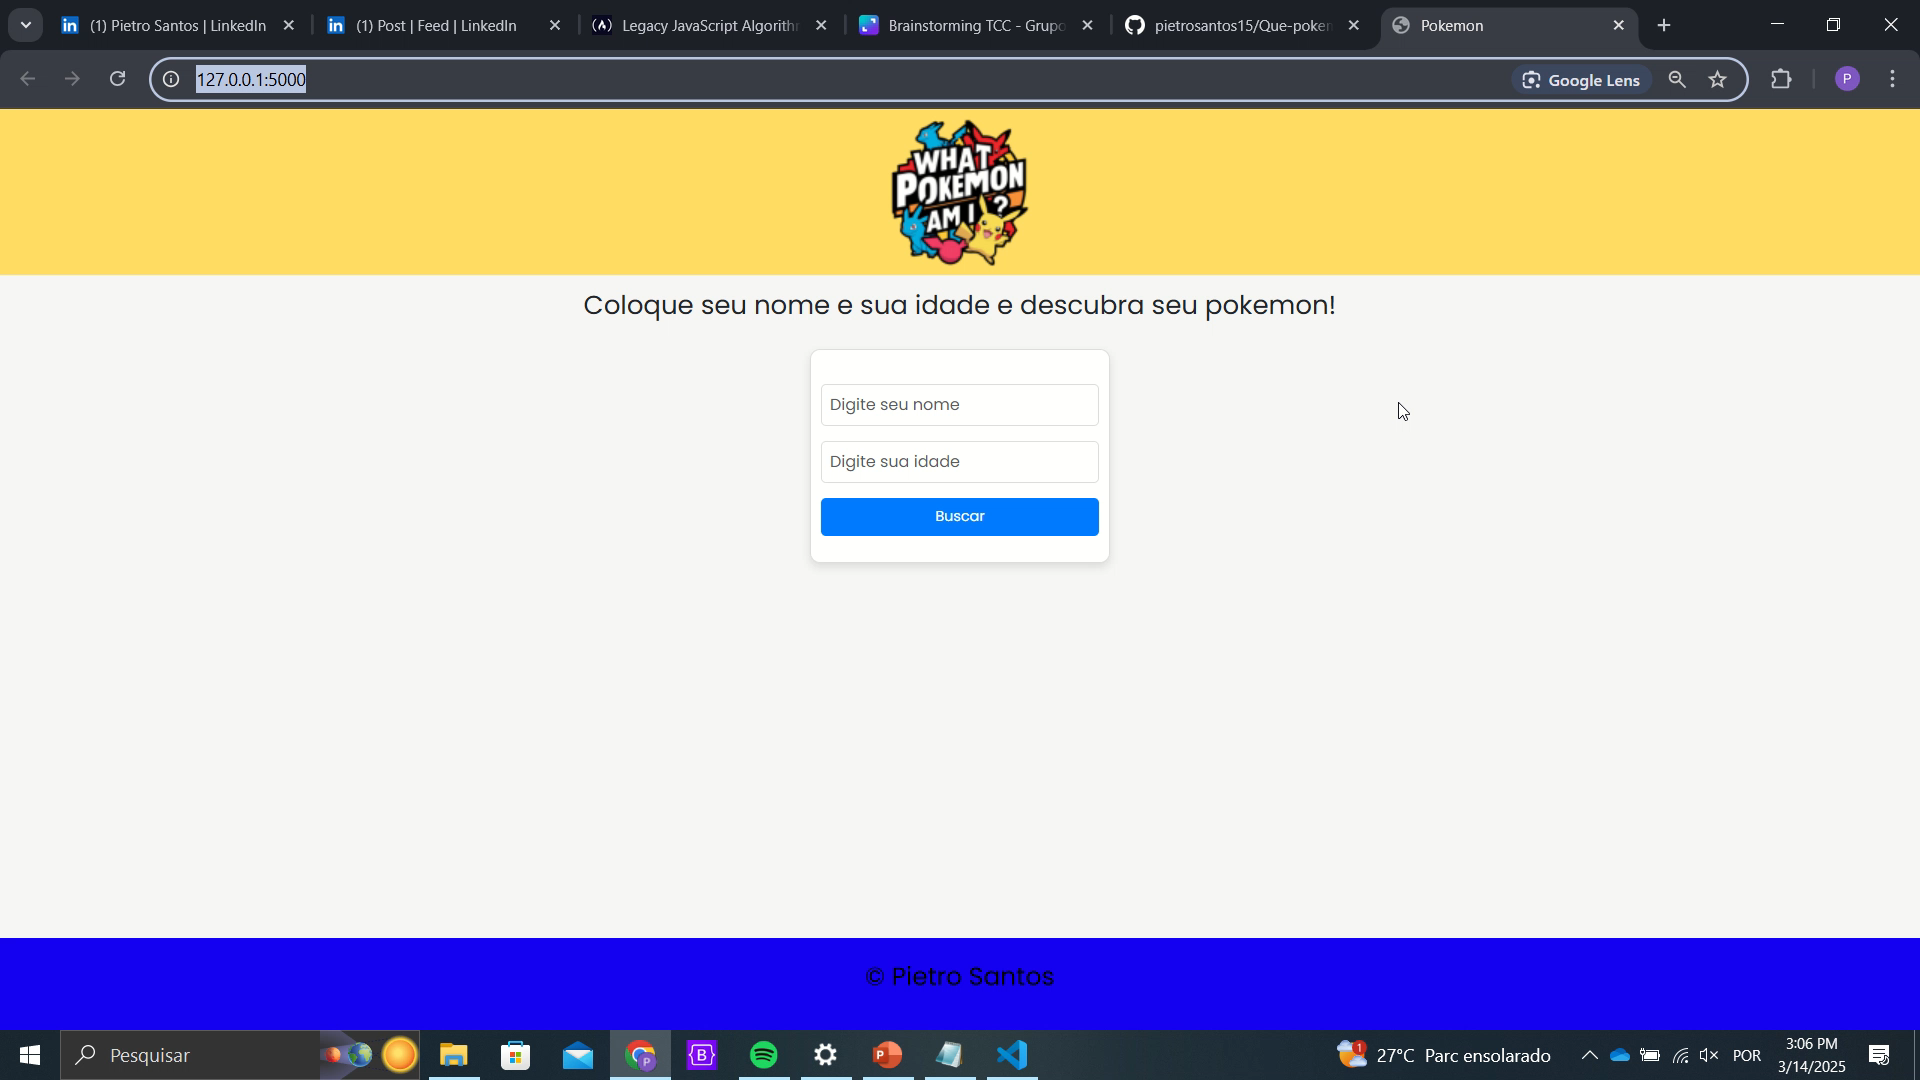 (1) Pietro Santos | LinkedIn
(1) Post | Feed | LinkedIn
Legacy JavaScript Algorith
Brainstorming TCC - Grupo
pietrosantos15/Que-poken
Pokemon
127.0.0.1:5000
Google Lens
P
WHAT
POKEMON
AM I ?
Coloque seu nome e sua idade e descubra seu pokemon!
Digite seu nome
Digite sua idade
Buscar
© Pietro Santos
Pesquisar
27°C Parc ensolarado
POR
3:06 PM
3/14/2025